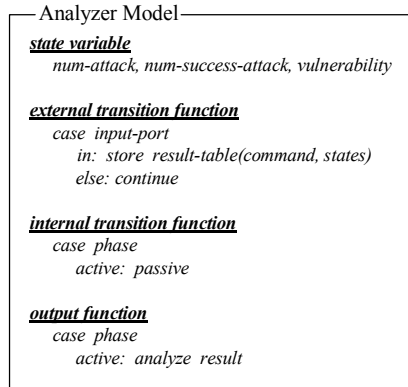 Analyzer Model
state variable
num-attack, num-success-attack, vulnerability
external transition function
case input-port
in: store result-table(command, states)
else: continue
internal transition function
case phase
active: passive
output function
case phase
active: analyze result